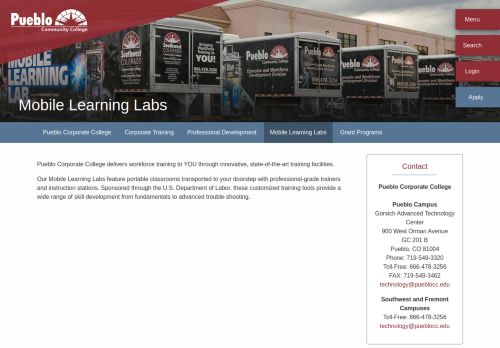 Pueblo
Community College
Menu
Search
Login
Apply
MOBILE LEARNING LAB
Southwest
COLORADO
Bringing
Workforce
Training to
YOU!
866.478.3256
Pueblo
Community College
Economic and Workforce
Development Division
866-478-3256
Mobile Learning Labs
Pueblo Corporate College
Corporate Training
Professional Development
Mobile Learning Labs
Grant Programs
Pueblo Corporate College delivers workforce training to YOU through innovative, state-of-the-art training facilities.
Our Mobile Learning Labs feature portable classrooms transported to your doorstep with professional-grade trainers
and instruction stations. Sponsored through the U.S. Department of Labor, these customized training tools provide a
wide range of skill development from fundamentals to advanced trouble-shooting.
Contact
Pueblo Corporate College
Pueblo Campus
Gorsich Advanced Technology
Center
900 West Orman Avenue
GC 201 B
Pueblo, CO 81004
Phone: 719-549-3320
Toll-Free: 866-478-3256
FAX: 719-549-3462
technology@pueblocc.edu
Southwest and Fremont
Campuses
Toll-Free: 866-478-3256
technology@pueblocc.edu